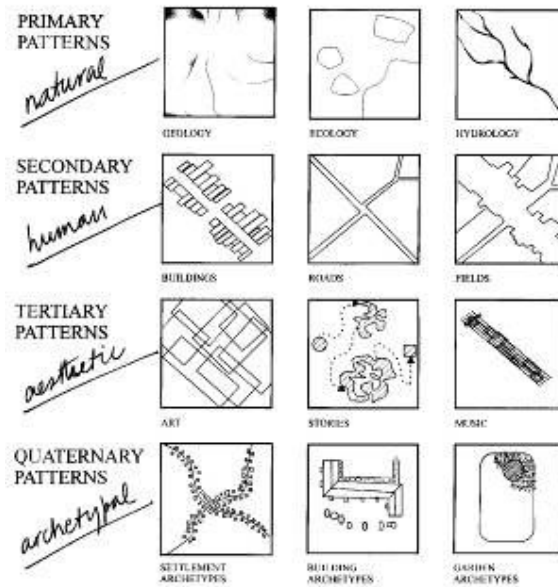 PRIMARY
PATTERNS
natural
GEOLOGY ECOLOGY HYDROLOGY
SECONDARY
PATTERNS
human
BUILDINGS ROADS FIELDS
TERTIARY
PATTERNS
aesthetic
ART STORIES MUSIC
QUATERNARY
PATTERNS
archetypal
SETTLEMENT BUILDING GARDEN
ARCHETYPES ARCHETYPES ARCHETYPES